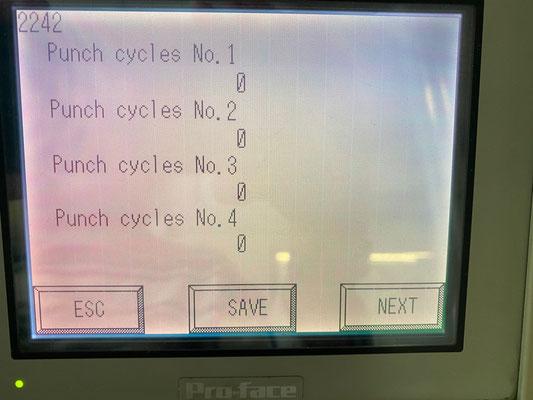 2242
Punch cycles No.1
0
Punch cycles No.2
0
Punch cycles No.3
0
Punch cycles No.4
0
ESC SAVE NEXT
Pro-face